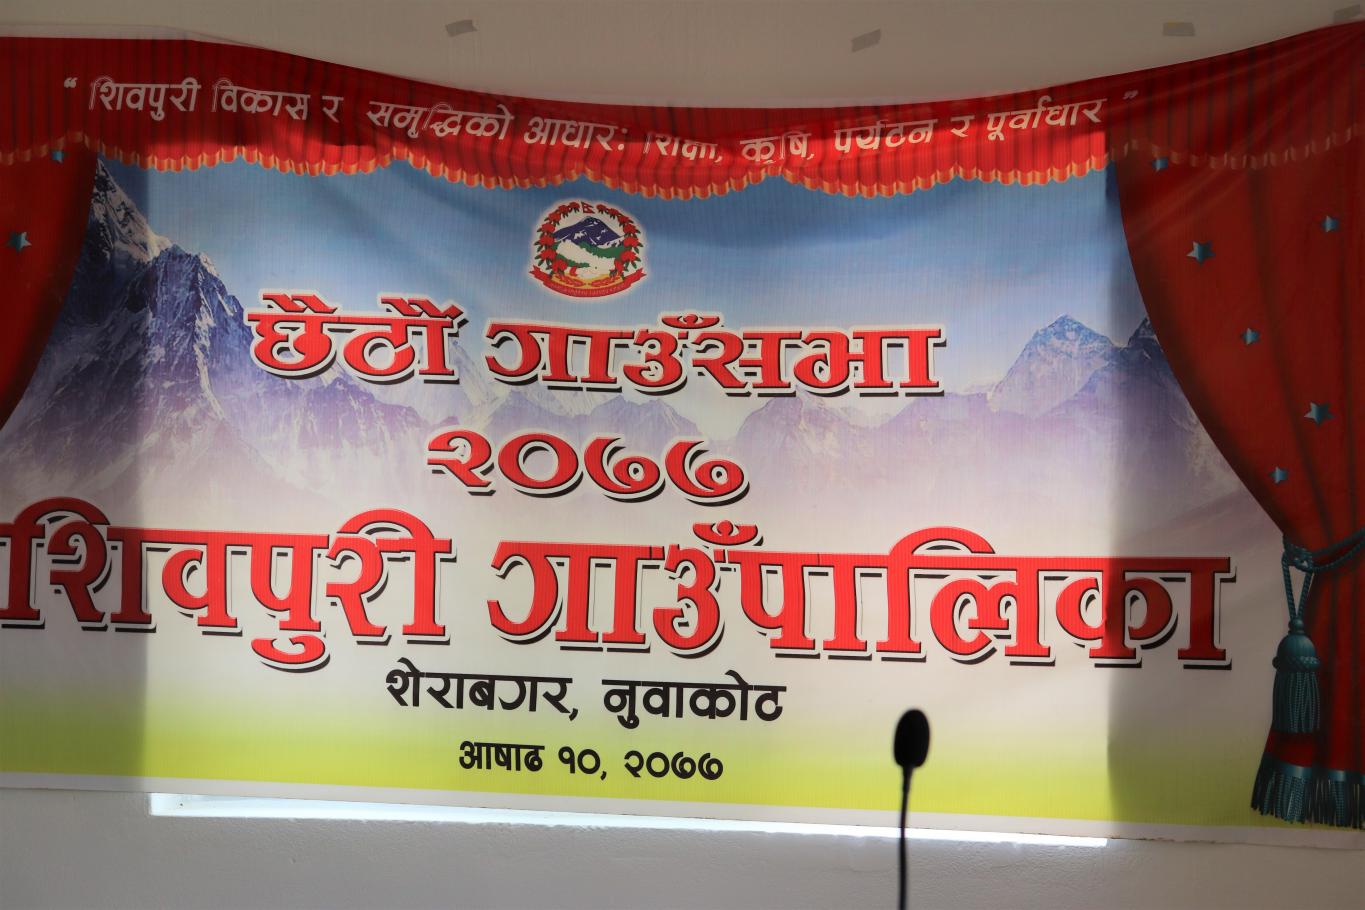 “ शिवपुरी विकास र समृद्धिको आधारः शिक्षा, कृषि, पर्यटन र पूर्वाधार ”
छैठौं गाउँसभा
२०७७
शिवपुरी गाउँपालिका
शेराबगर, नुवाकोट
आषाढ १०, २०७७